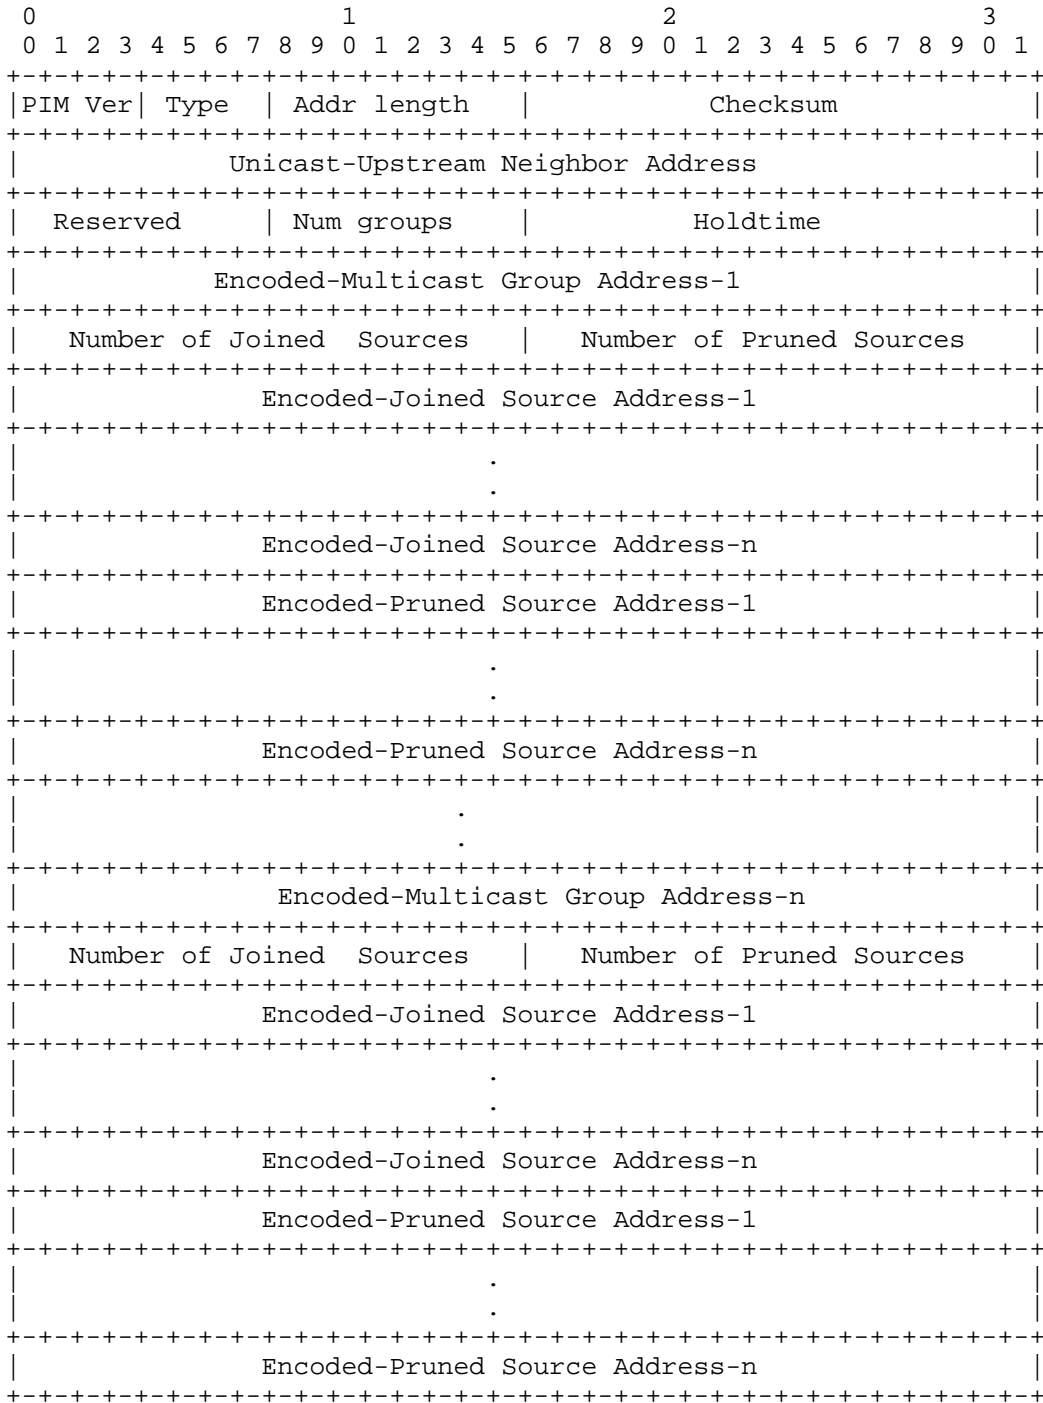 0                   1                   2                   3
 0 1 2 3 4 5 6 7 8 9 0 1 2 3 4 5 6 7 8 9 0 1 2 3 4 5 6 7 8 9 0 1
+-+-+-+-+-+-+-+-+-+-+-+-+-+-+-+-+-+-+-+-+-+-+-+-+-+-+-+-+-+-+-+-+
|PIM Ver| Type  | Addr length   |           Checksum            |
+-+-+-+-+-+-+-+-+-+-+-+-+-+-+-+-+-+-+-+-+-+-+-+-+-+-+-+-+-+-+-+-+
|             Unicast-Upstream Neighbor Address                 |
+-+-+-+-+-+-+-+-+-+-+-+-+-+-+-+-+-+-+-+-+-+-+-+-+-+-+-+-+-+-+-+-+
|  Reserved     | Num groups    |          Holdtime             |
+-+-+-+-+-+-+-+-+-+-+-+-+-+-+-+-+-+-+-+-+-+-+-+-+-+-+-+-+-+-+-+-+
|            Encoded-Multicast Group Address-1                  |
+-+-+-+-+-+-+-+-+-+-+-+-+-+-+-+-+-+-+-+-+-+-+-+-+-+-+-+-+-+-+-+-+
|   Number of Joined  Sources   |   Number of Pruned Sources    |
+-+-+-+-+-+-+-+-+-+-+-+-+-+-+-+-+-+-+-+-+-+-+-+-+-+-+-+-+-+-+-+-+
|               Encoded-Joined Source Address-1                 |
+-+-+-+-+-+-+-+-+-+-+-+-+-+-+-+-+-+-+-+-+-+-+-+-+-+-+-+-+-+-+-+-+
|                             .                                 |
|                             .                                 |
+-+-+-+-+-+-+-+-+-+-+-+-+-+-+-+-+-+-+-+-+-+-+-+-+-+-+-+-+-+-+-+-+
|               Encoded-Joined Source Address-n                 |
+-+-+-+-+-+-+-+-+-+-+-+-+-+-+-+-+-+-+-+-+-+-+-+-+-+-+-+-+-+-+-+-+
|               Encoded-Pruned Source Address-1                 |
+-+-+-+-+-+-+-+-+-+-+-+-+-+-+-+-+-+-+-+-+-+-+-+-+-+-+-+-+-+-+-+-+
|                             .                                 |
|                             .                                 |
+-+-+-+-+-+-+-+-+-+-+-+-+-+-+-+-+-+-+-+-+-+-+-+-+-+-+-+-+-+-+-+-+
|               Encoded-Pruned Source Address-n                 |
+-+-+-+-+-+-+-+-+-+-+-+-+-+-+-+-+-+-+-+-+-+-+-+-+-+-+-+-+-+-+-+-+
|                           .                                   |
|                           .                                   |
+-+-+-+-+-+-+-+-+-+-+-+-+-+-+-+-+-+-+-+-+-+-+-+-+-+-+-+-+-+-+-+-+
|                Encoded-Multicast Group Address-n              |
+-+-+-+-+-+-+-+-+-+-+-+-+-+-+-+-+-+-+-+-+-+-+-+-+-+-+-+-+-+-+-+-+
|   Number of Joined  Sources   |   Number of Pruned Sources    |
+-+-+-+-+-+-+-+-+-+-+-+-+-+-+-+-+-+-+-+-+-+-+-+-+-+-+-+-+-+-+-+-+
|               Encoded-Joined Source Address-1                 |
+-+-+-+-+-+-+-+-+-+-+-+-+-+-+-+-+-+-+-+-+-+-+-+-+-+-+-+-+-+-+-+-+
|                             .                                 |
|                             .                                 |
+-+-+-+-+-+-+-+-+-+-+-+-+-+-+-+-+-+-+-+-+-+-+-+-+-+-+-+-+-+-+-+-+
|               Encoded-Joined Source Address-n                 |
+-+-+-+-+-+-+-+-+-+-+-+-+-+-+-+-+-+-+-+-+-+-+-+-+-+-+-+-+-+-+-+-+
|               Encoded-Pruned Source Address-1                 |
+-+-+-+-+-+-+-+-+-+-+-+-+-+-+-+-+-+-+-+-+-+-+-+-+-+-+-+-+-+-+-+-+
|                             .                                 |
|                             .                                 |
+-+-+-+-+-+-+-+-+-+-+-+-+-+-+-+-+-+-+-+-+-+-+-+-+-+-+-+-+-+-+-+-+
|               Encoded-Pruned Source Address-n                 |
+-+-+-+-+-+-+-+-+-+-+-+-+-+-+-+-+-+-+-+-+-+-+-+-+-+-+-+-+-+-+-+-+